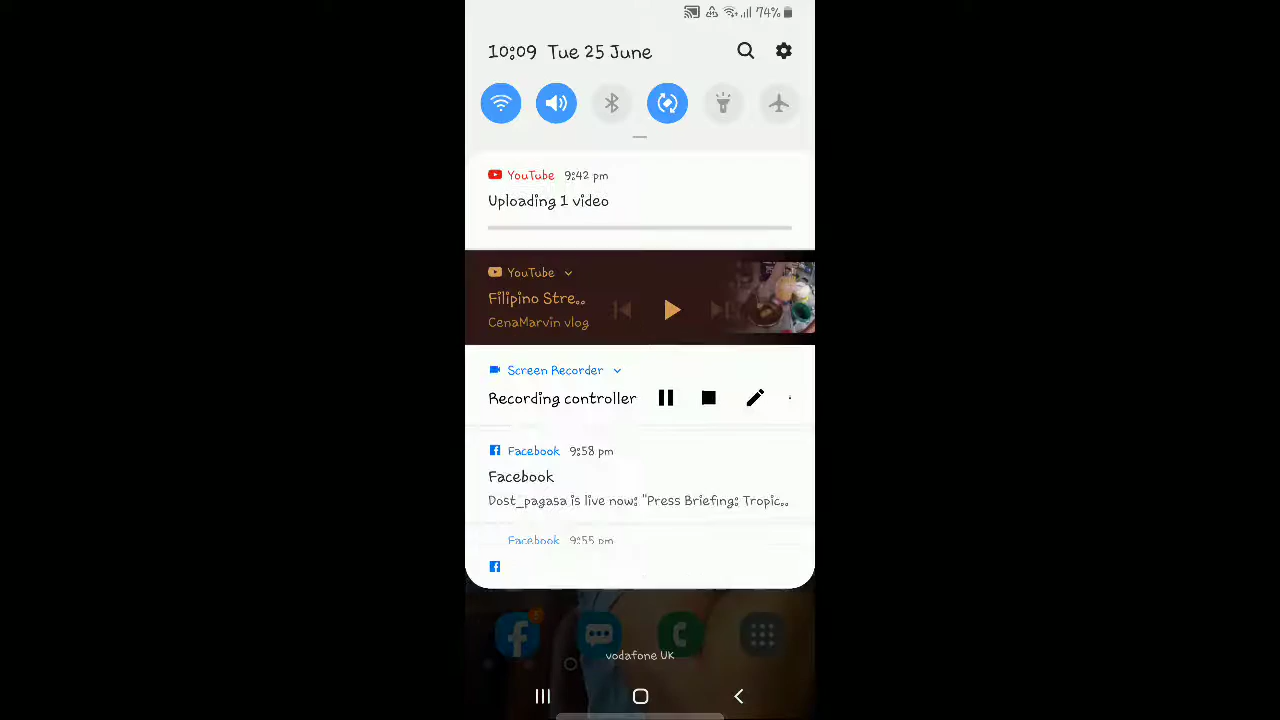 74%
10:09 Tue 25 June
YouTube 9:42 pm
Uploading 1 video
YouTube
Filipino Stre..
CenaMarvin vlog
Screen Recorder
Recording controller
Facebook 9:58 pm
Facebook
Dost_pagasa is live now: "Press Briefing: Tropic..
Facebook 9:55 pm
vodafone UK